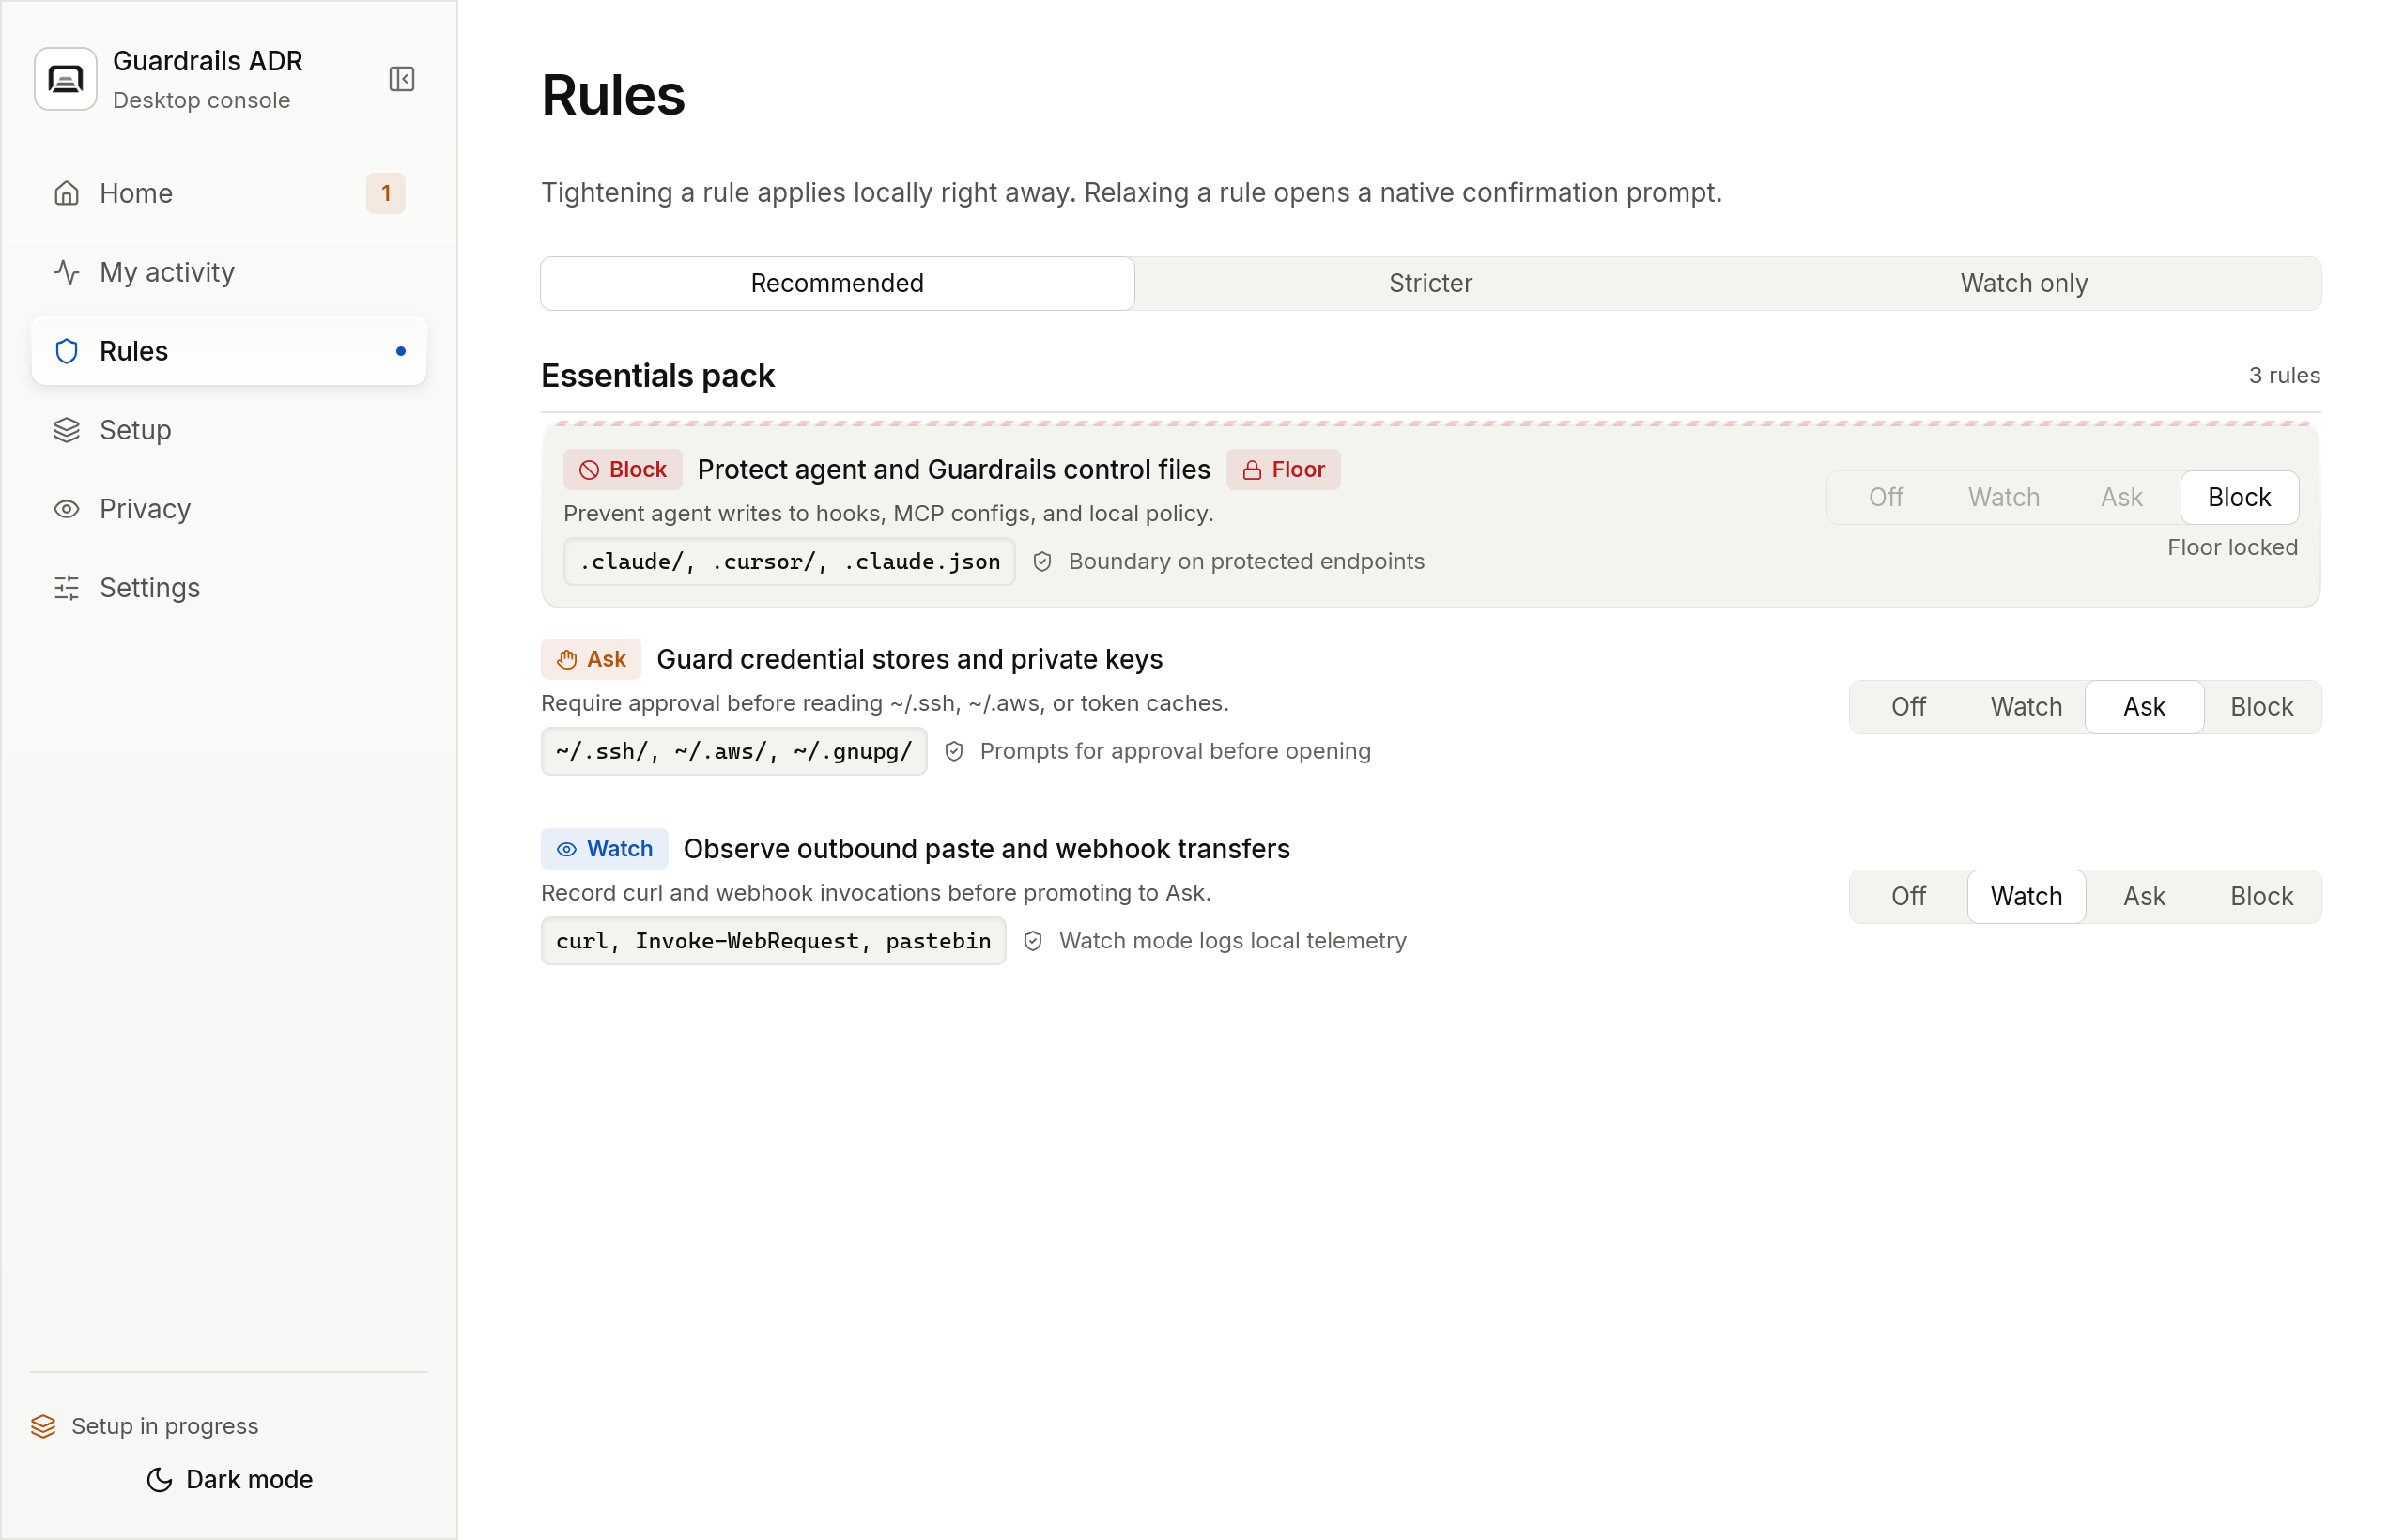 Guardrails ADR
Desktop console
Home
1
My activity
Rules
Setup
Privacy
Settings
Setup in progress
Dark mode
Rules
Tightening a rule applies locally right away. Relaxing a rule opens a native confirmation prompt.
Recommended
Stricter
Watch only
Essentials pack
3 rules
Block
Protect agent and Guardrails control files
Floor
Prevent agent writes to hooks, MCP configs, and local policy.
.claude/, .cursor/, .claude.json
Boundary on protected endpoints
Off
Watch
Ask
Block
Floor locked
Ask
Guard credential stores and private keys
Require approval before reading ~/.ssh, ~/.aws, or token caches.
~/.ssh/, ~/.aws/, ~/.gnupg/
Prompts for approval before opening
Off
Watch
Ask
Block
Watch
Observe outbound paste and webhook transfers
Record curl and webhook invocations before promoting to Ask.
curl, Invoke-WebRequest, pastebin
Watch mode logs local telemetry
Off
Watch
Ask
Block